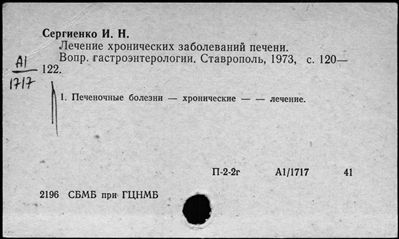 Сергиенко И. Н.
Лечение хронических заболеваний печени.
Вопр. гастроэнтерологии. Ставрополь, 1973, с. 120—
122.
А1
1717
1. Печеночные болезни — хронические — — лечение.
П-2-2г А1/1717 41
2196 СБМБ при ГЦНМБ